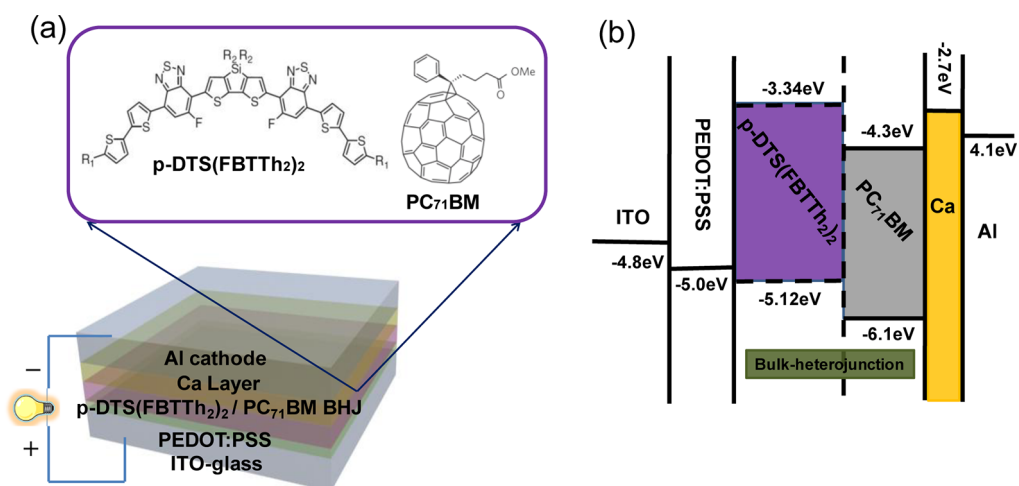 (a)
R₂ R₂
Si
N S N
N S N
S S
F F
S S
S S
R₁ R₁
p-DTS(FBTTh₂)₂
OMe
O
PC₇₁BM
Al cathode
Ca Layer
p-DTS(FBTTh₂)₂ / PC₇₁BM BHJ
PEDOT:PSS
ITO-glass
−
+
(b)
ITO
-4.8eV
PEDOT:PSS
-5.0eV
-3.34eV
p-DTS(FBTTh₂)₂
-5.12eV
-4.3eV
PC₇₁BM
-6.1eV
-2.7eV
Ca
4.1eV
Al
Bulk-heterojunction